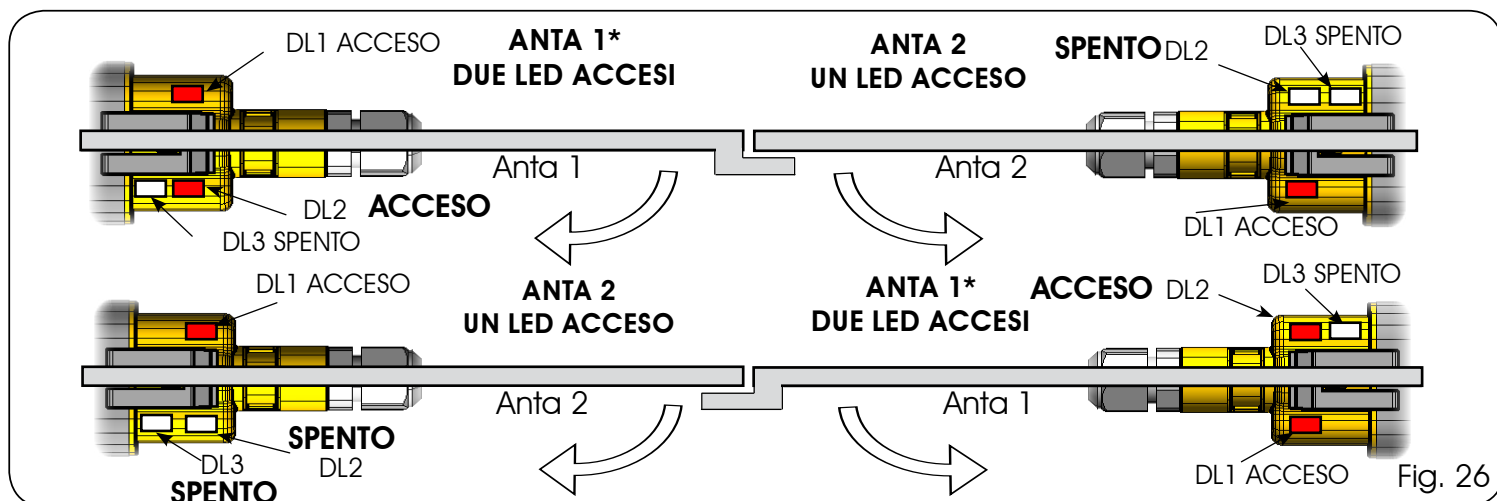 DL1 ACCESO
ANTA 1*
DUE LED ACCESI
ANTA 2
UN LED ACCESO
SPENTO DL2
DL3 SPENTO
Anta 1
Anta 2
DL2 ACCESO
DL3 SPENTO
DL1 ACCESO
DL1 ACCESO
ANTA 2
UN LED ACCESO
ANTA 1*
DUE LED ACCESI
ACCESO DL2
DL3 SPENTO
Anta 2
Anta 1
SPENTO
DL3
DL2
SPENTO
DL1 ACCESO
Fig. 26